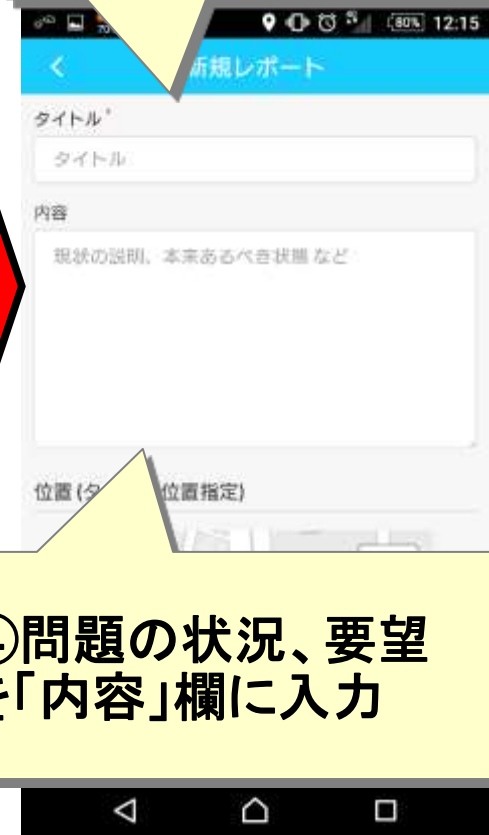 80% 12:15
新規レポート
タイトル*
タイトル
内容
現状の説明、本来あるべき状態 など
位置 (タ
位置指定)
問題の状況、要望
を「内容」欄に入力